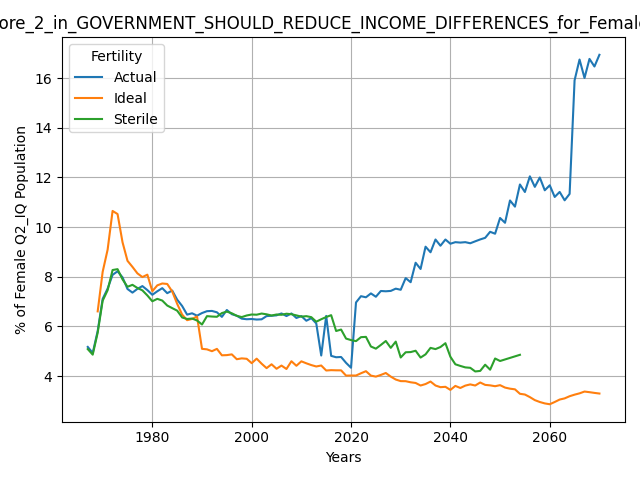 ore_2_in_GOVERNMENT_SHOULD_REDUCE_INCOME_DIFFERENCES_for_Female
Fertility
Actual
Ideal
Sterile
% of Female Q2_IQ Population
16
14
12
10
8
6
4
1980
2000
2020
2040
2060
Years